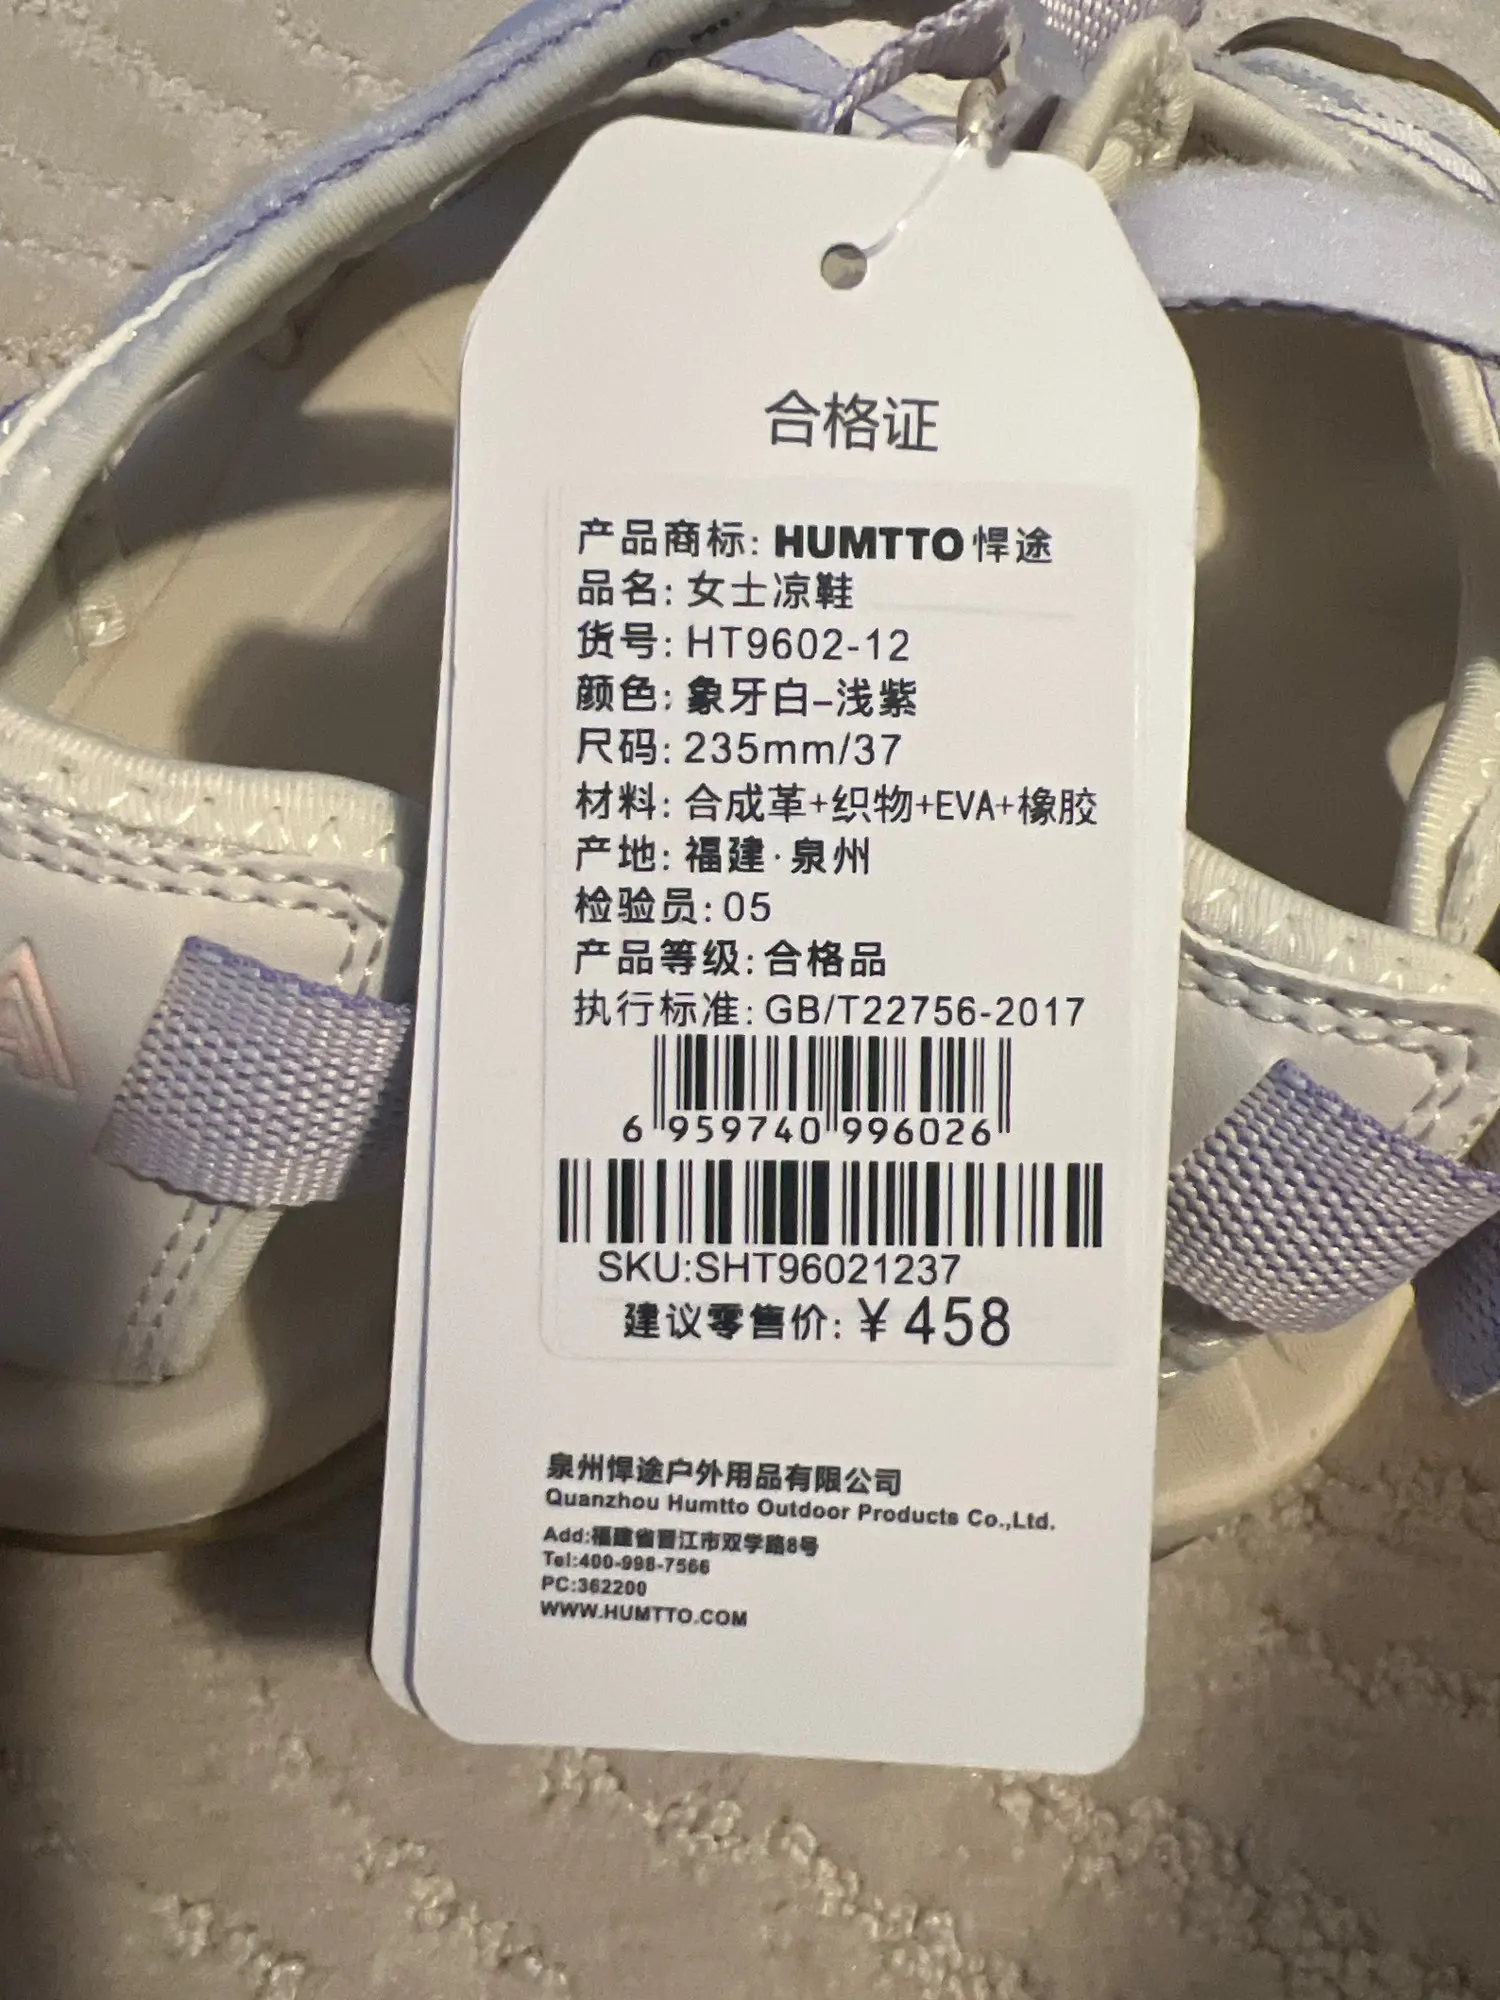 合格证
产品商标: HUMTTO 悍途
品名: 女士凉鞋
货号: HT9602-12
颜色: 象牙白-浅紫
尺码: 235mm/37
材料: 合成革+织物+EVA+橡胶
产地: 福建·泉州
检验员: 05
产品等级: 合格品
执行标准: GB/T22756-2017
6 959740 996026
SKU:SHT96021237
建议零售价: ¥ 458
泉州悍途户外用品有限公司
Quanzhou Humtto Outdoor Products Co.,Ltd.
Add:福建省晋江市双学路8号
Tel:400-998-7566
PC:362200
WWW.HUMTTO.COM